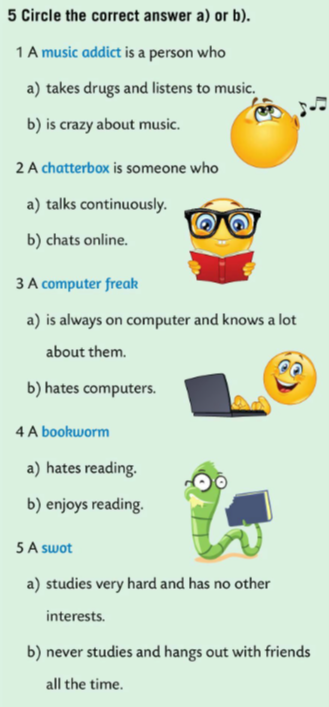 5 Circle the correct answer a) or b).
1 A music addict is a person who
a) takes drugs and listens to music.
b) is crazy about music.
2 A chatterbox is someone who
a) talks continuously.
b) chats online.
3 A computer freak
a) is always on computer and knows a lot
about them.
b) hates computers.
4 A bookworm
a) hates reading.
b) enjoys reading.
5 A swot
a) studies very hard and has no other
interests.
b) never studies and hangs out with friends
all the time.